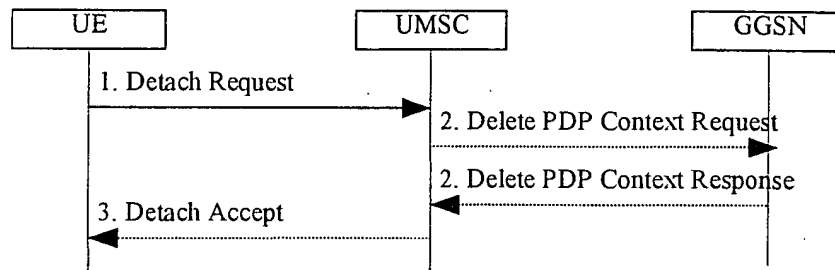 UE UMSC GGSN
1. Detach Request
2. Delete PDP Context Request
2. Delete PDP Context Response
3. Detach Accept